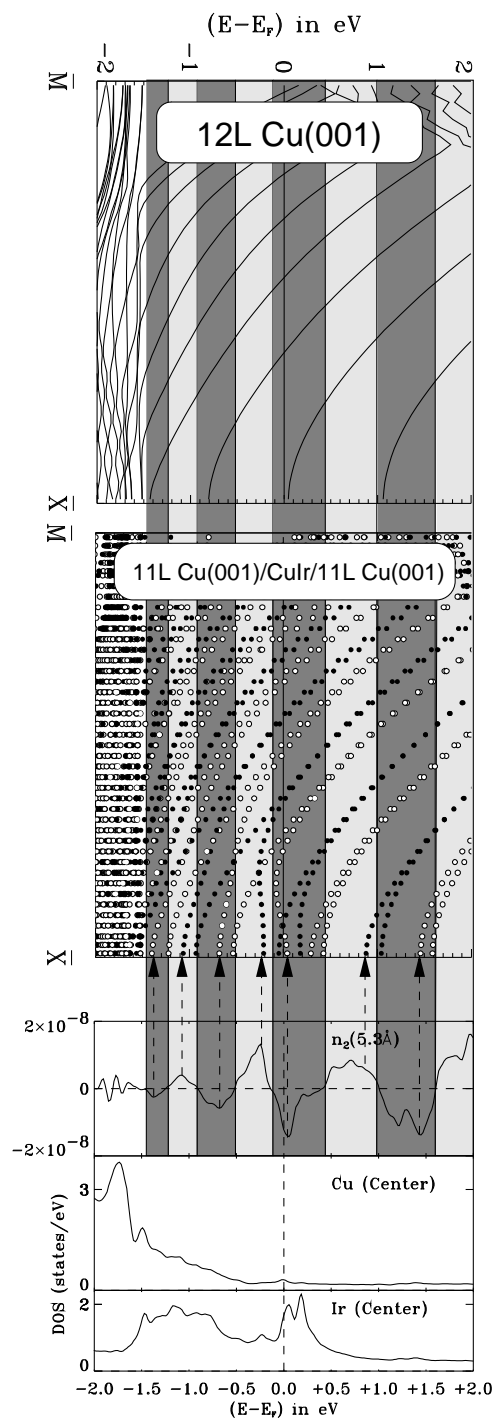 (E−E_F) in eV
−2 −1 0 +1 2
M̅
12L Cu(001)
X̅
M̅
11L Cu(001)/CuIr/11L Cu(001)
X̅
2×10⁻⁸
n₂(5.3Å)
0
−2×10⁻⁸
Cu (Center)
3
0
DOS (states/eV)
Ir (Center)
2
0
−2.0 −1.5 −1.0 −0.5 0.0 +0.5 +1.0 +1.5 +2.0
(E−E_F) in eV